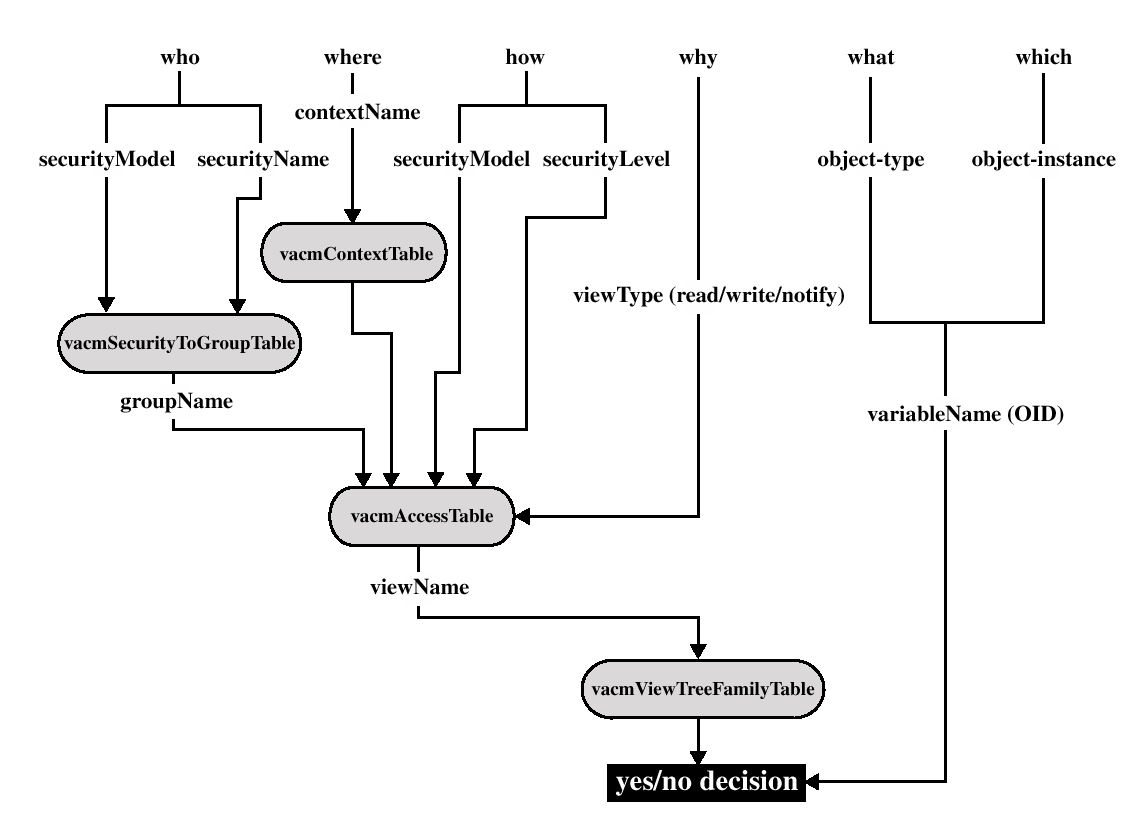 who where how why what which
contextName
securityModel securityName securityModel securityLevel object-type object-instance
vacmContextTable
viewType (read/write/notify)
vacmSecurityToGroupTable
groupName
variableName (OID)
vacmAccessTable
viewName
vacmViewTreeFamilyTable
yes/no decision